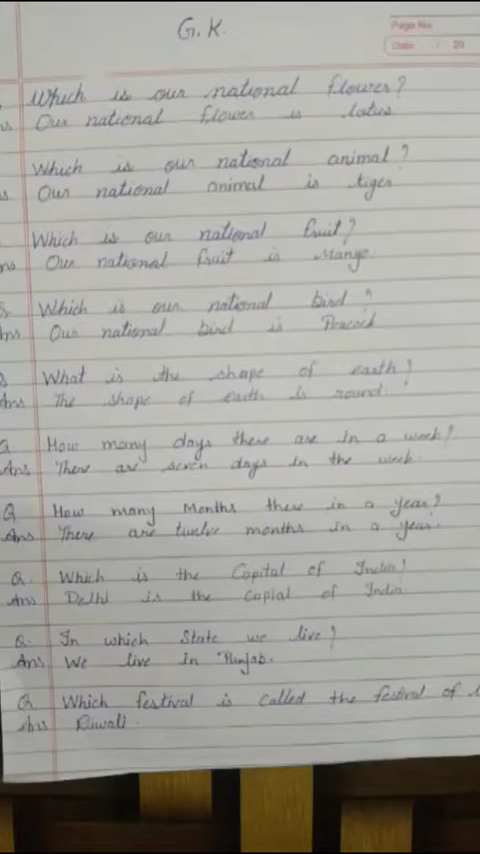 G.K.
Page No
Date : 20
Which is our national flower?
ns Our national flower is lotus
Which is our national animal?
s Our national animal is tiger
Which is our national fruit?
ns Our national fruit is Mango.
Q Which is our national bird?
Ans Our national bird is Peacock
Q What is the shape of earth?
Ans The shape of earth is round.
Q How many days there are in a week?
Ans There are seven days in the week.
Q How many Months there in a year?
Ans There are twelve months in a year.
Q. Which is the Capital of India?
Ans Delhi is the Copial of India
Q. In which State we live?
Ans We live in Punjab.
Q Which festival is called the festival of
Ans Diwali.